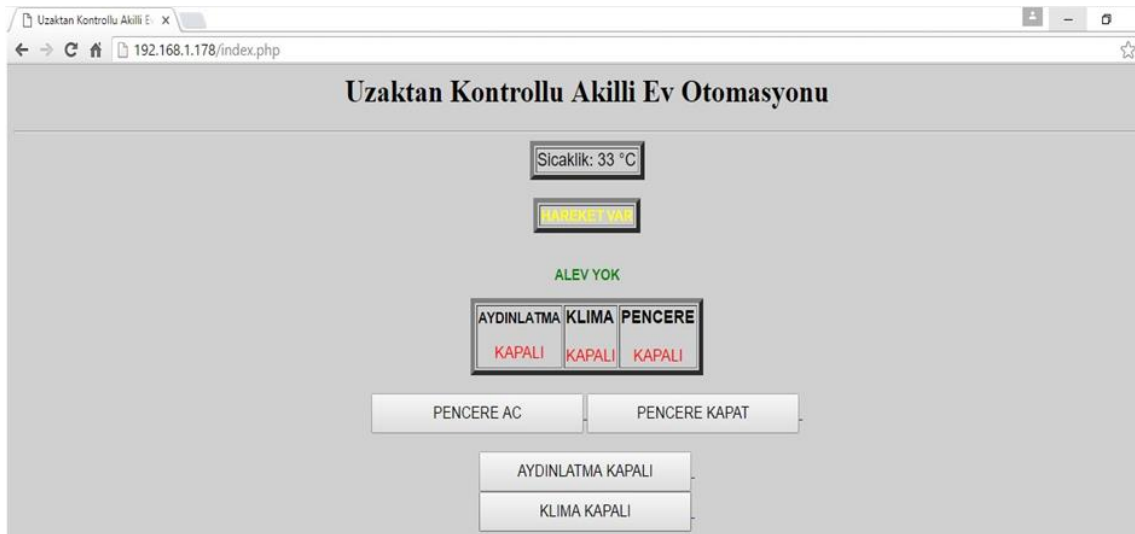 Uzaktan Kontrollu Akilli E
192.168.1.178/index.php
Uzaktan Kontrollu Akilli Ev Otomasyonu
Sicaklik: 33 °C
HAREKET VAR
ALEV YOK
AYDINLATMA KLIMA PENCERE
KAPALI KAPALI KAPALI
PENCERE AC PENCERE KAPAT
AYDINLATMA KAPALI
KLIMA KAPALI